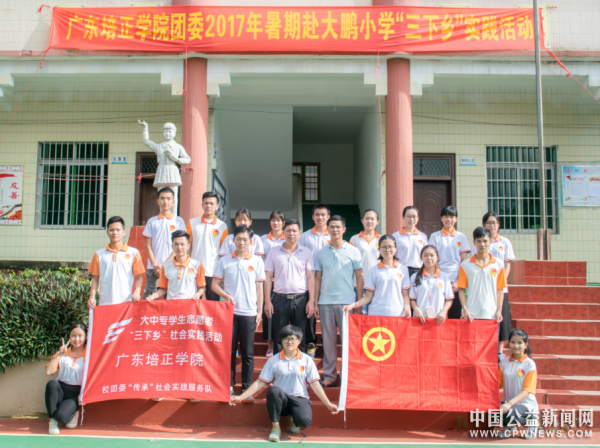 广东培正学院团委2017年暑期赴大鹏小学“三下乡”实践活动
友善
大中专学生志愿者
“三下乡”社会实践活动
广东培正学院
校团委“传承”社会实践服务队
中国公益新闻网
WWW.CPWNEWS.COM